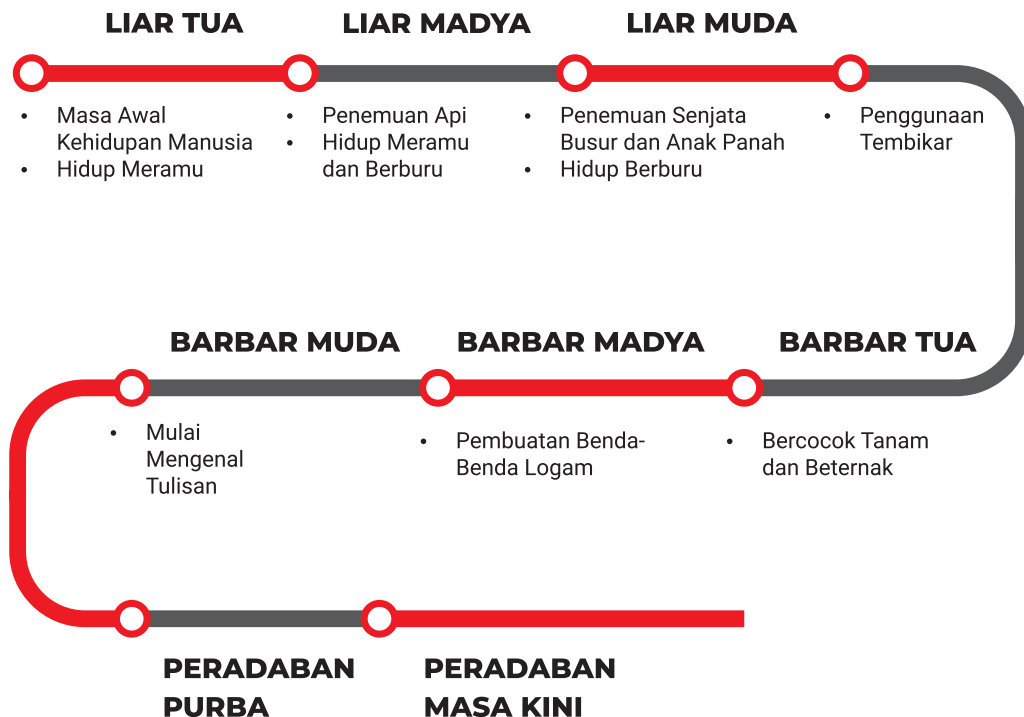 LIAR TUA
LIAR MADYA
LIAR MUDA
• Masa Awal
Kehidupan Manusia
• Hidup Meramu
• Penemuan Api
• Hidup Meramu
dan Berburu
• Penemuan Senjata
Busur dan Anak Panah
• Hidup Berburu
• Penggunaan
Tembikar
BARBAR MUDA
BARBAR MADYA
BARBAR TUA
• Mulai
Mengenal
Tulisan
• Pembuatan Benda-
Benda Logam
• Bercocok Tanam
dan Beternak
PERADABAN
PURBA
PERADABAN
MASA KINI